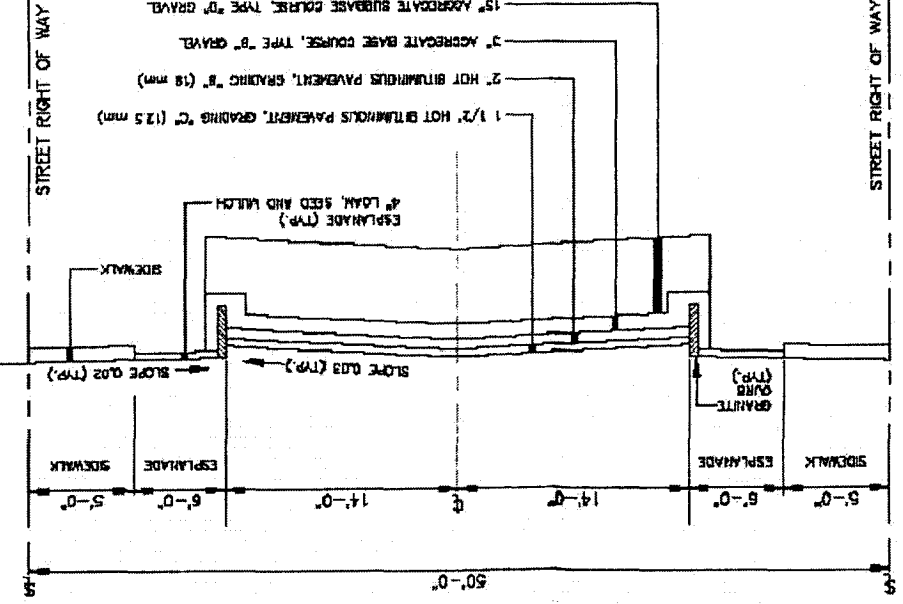 50'-0"
5'-0"
6'-0"
14'-0"
14'-0"
6'-0"
5'-0"
SIDEWALK
ESPLANADE
ESPLANADE
SIDEWALK
GRANITE
CURB
(TYP.)
SLOPE 0.03 (TYP.)
SLOPE 0.02 (TYP.)
SIDEWALK
ESPLANADE (TYP.)
4" LOAM, SEED AND MULCH
1 1/2" HOT BITUMINOUS PAVEMENT, GRADING "C" (12.5 mm)
2" HOT BITUMINOUS PAVEMENT, GRADING "B" (19 mm)
3" AGGREGATE BASE COURSE, TYPE "B" GRAVEL
15" AGGREGATE SUBBASE COURSE, TYPE "D" GRAVEL
STREET RIGHT OF WAY
STREET RIGHT OF WAY